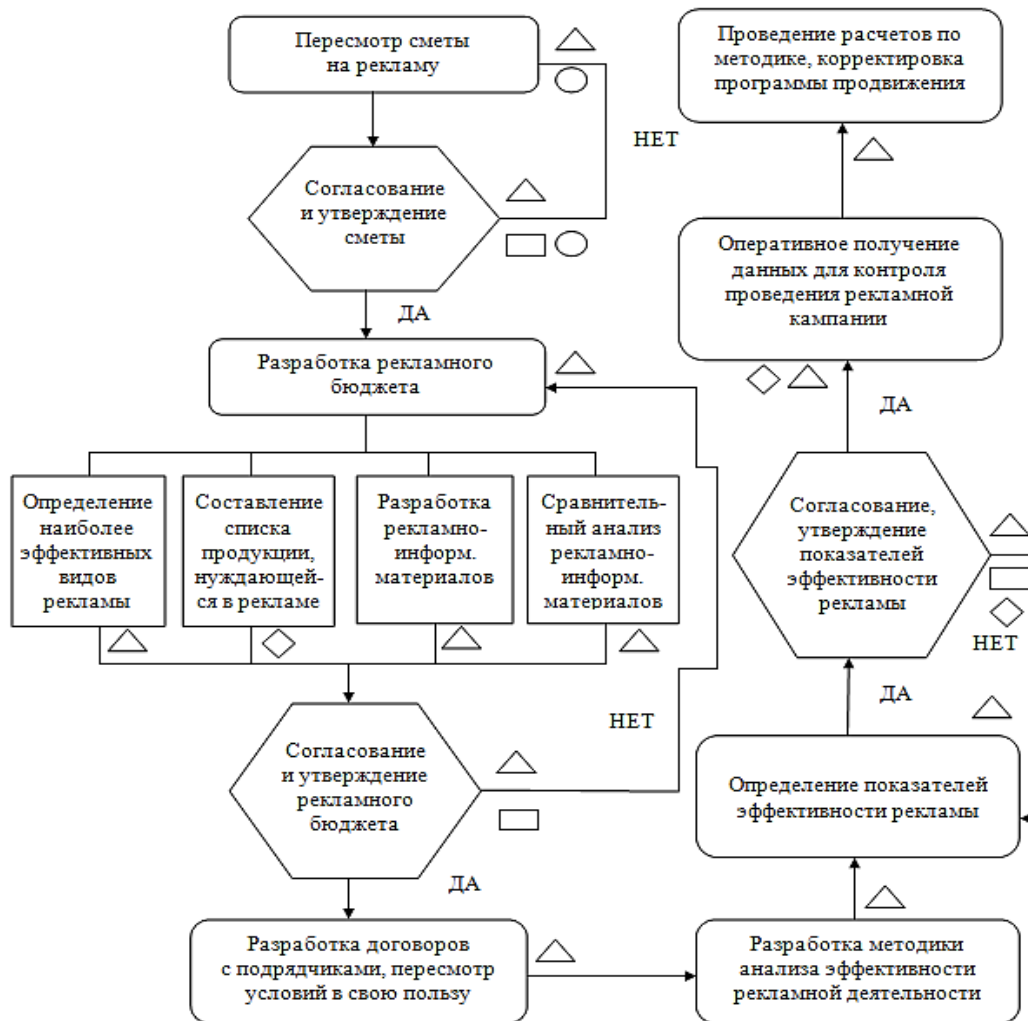 Пересмотр сметы
на рекламу
НЕТ
Согласование
и утверждение
сметы
ДА
Разработка рекламного
бюджета
Определение
наиболее
эффективных
видов
рекламы
Составление
списка
продукции,
нуждающей-
ся в рекламе
Разработка
рекламно-
информ.
материалов
Сравнитель-
ный анализ
рекламно-
информ.
материалов
НЕТ
Согласование
и утверждение
рекламного
бюджета
ДА
Разработка договоров
с подрядчиками, пересмотр
условий в свою пользу
Разработка методики
анализа эффективности
рекламной деятельности
Определение показателей
эффективности рекламы
ДА
НЕТ
Согласование,
утверждение
показателей
эффективности
рекламы
ДА
Оперативное получение
данных для контроля
проведения рекламной
кампании
Проведение расчетов по
методике, корректировка
программы продвижения